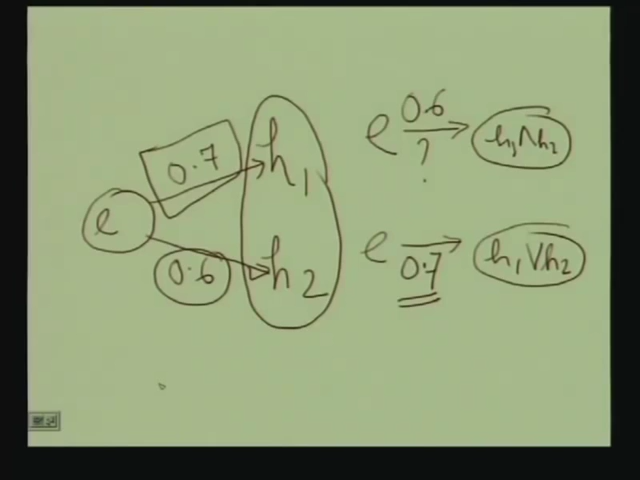 0.7
e
h1
0.6
h2
e 0.6 ? → h1 ∧ h2
e → 0.7 h1 ∨ h2